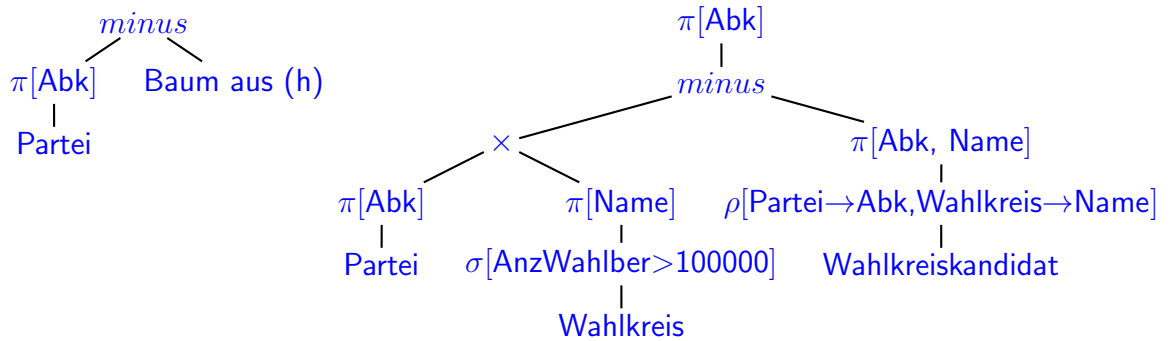 minus
π[Abk] Baum aus (h)
Partei
π[Abk]
minus
× π[Abk, Name]
π[Abk] π[Name] ρ[Partei→Abk,Wahlkreis→Name]
Partei σ[AnzWahlber>100000] Wahlkreiskandidat
Wahlkreis